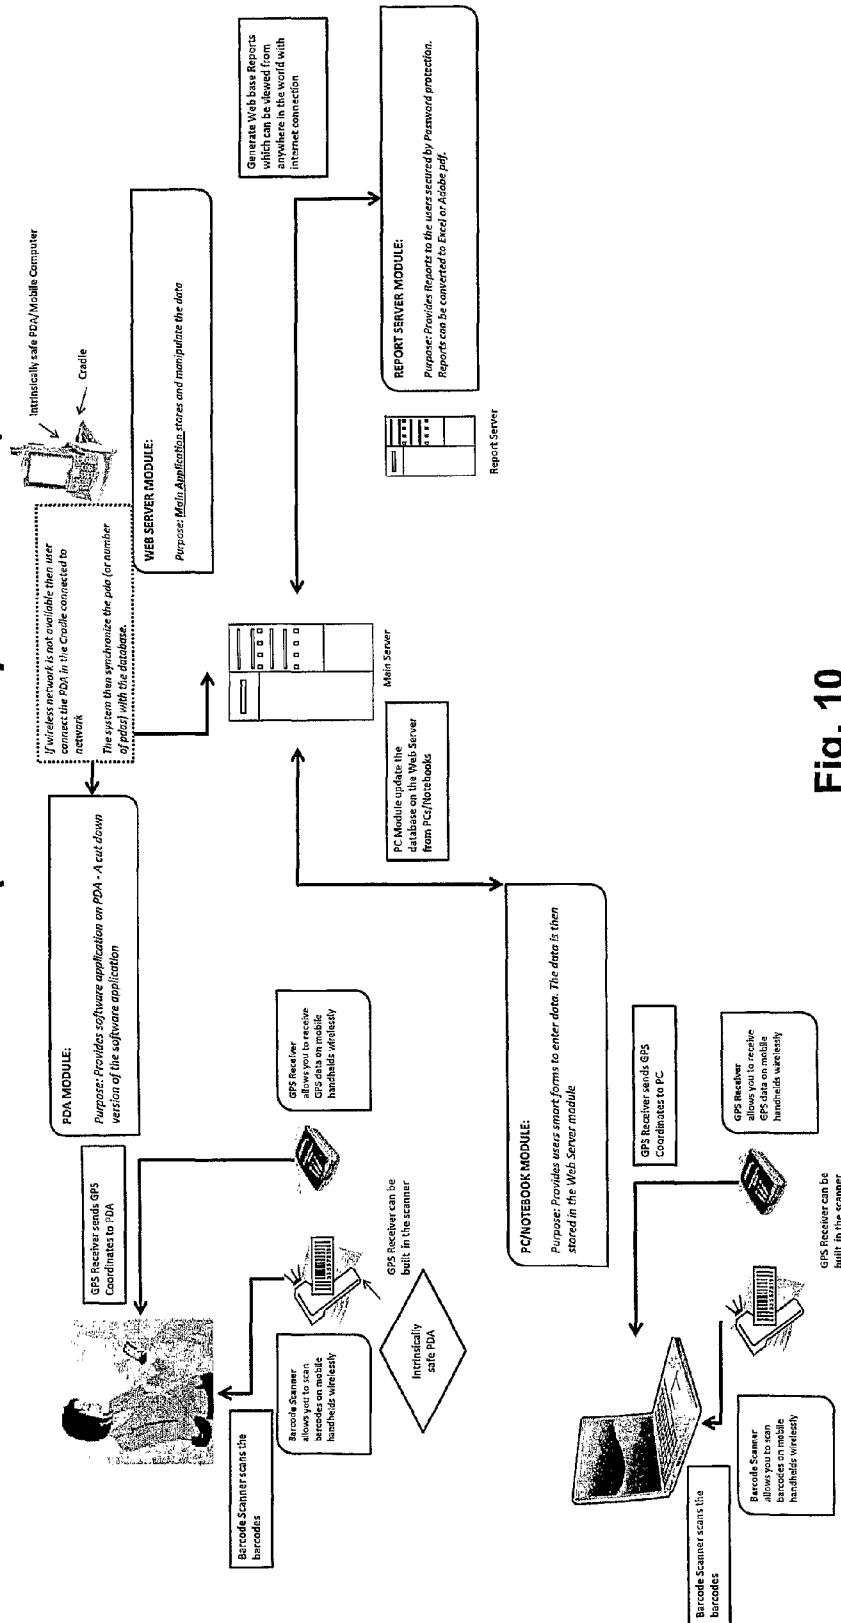 PDA MODULE:
Purpose: Provides software application on PDA - A cut down
version of the software application
If wireless network is not available then user
connect the PDA in the Cradle connected to
network
The system then synchronize the pda (or number
of pdas) with the database.
Intrinsically safe PDA/Mobile Computer
Cradle
GPS Receiver sends GPS
Coordinates to PDA
WEB SERVER MODULE:
Purpose: Main Application stores and manipulate the data
Generate Web base Reports
which can be viewed from
anywhere in the world with
internet connection
Barcode Scanner scans the
barcodes
Barcode Scanner
allows you to scan
barcodes on mobile
handhelds wirelessly
GPS Receiver
allows you to receive
GPS data on mobile
handhelds wirelessly
GPS Receiver can be
built in the scanner
Intrinsically
safe PDA
Main Server
PC Module update the
database on the Web Server
from PCs/Notebooks
REPORT SERVER MODULE:
Purpose: Provides Reports to the users secured by Password protection.
Reports can be converted to Excel or Adobe pdf.
Report Server
PC/NOTEBOOK MODULE:
Purpose: Provides users smart forms to enter data. The data is then
stored in the Web Server module
GPS Receiver sends GPS
Coordinates to PC
Barcode Scanner scans the
barcodes
Barcode Scanner
allows you to scan
barcodes on mobile
handhelds wirelessly
GPS Receiver
allows you to receive
GPS data on mobile
handhelds wirelessly
GPS Receiver can be
built in the scanner
Fig. 10